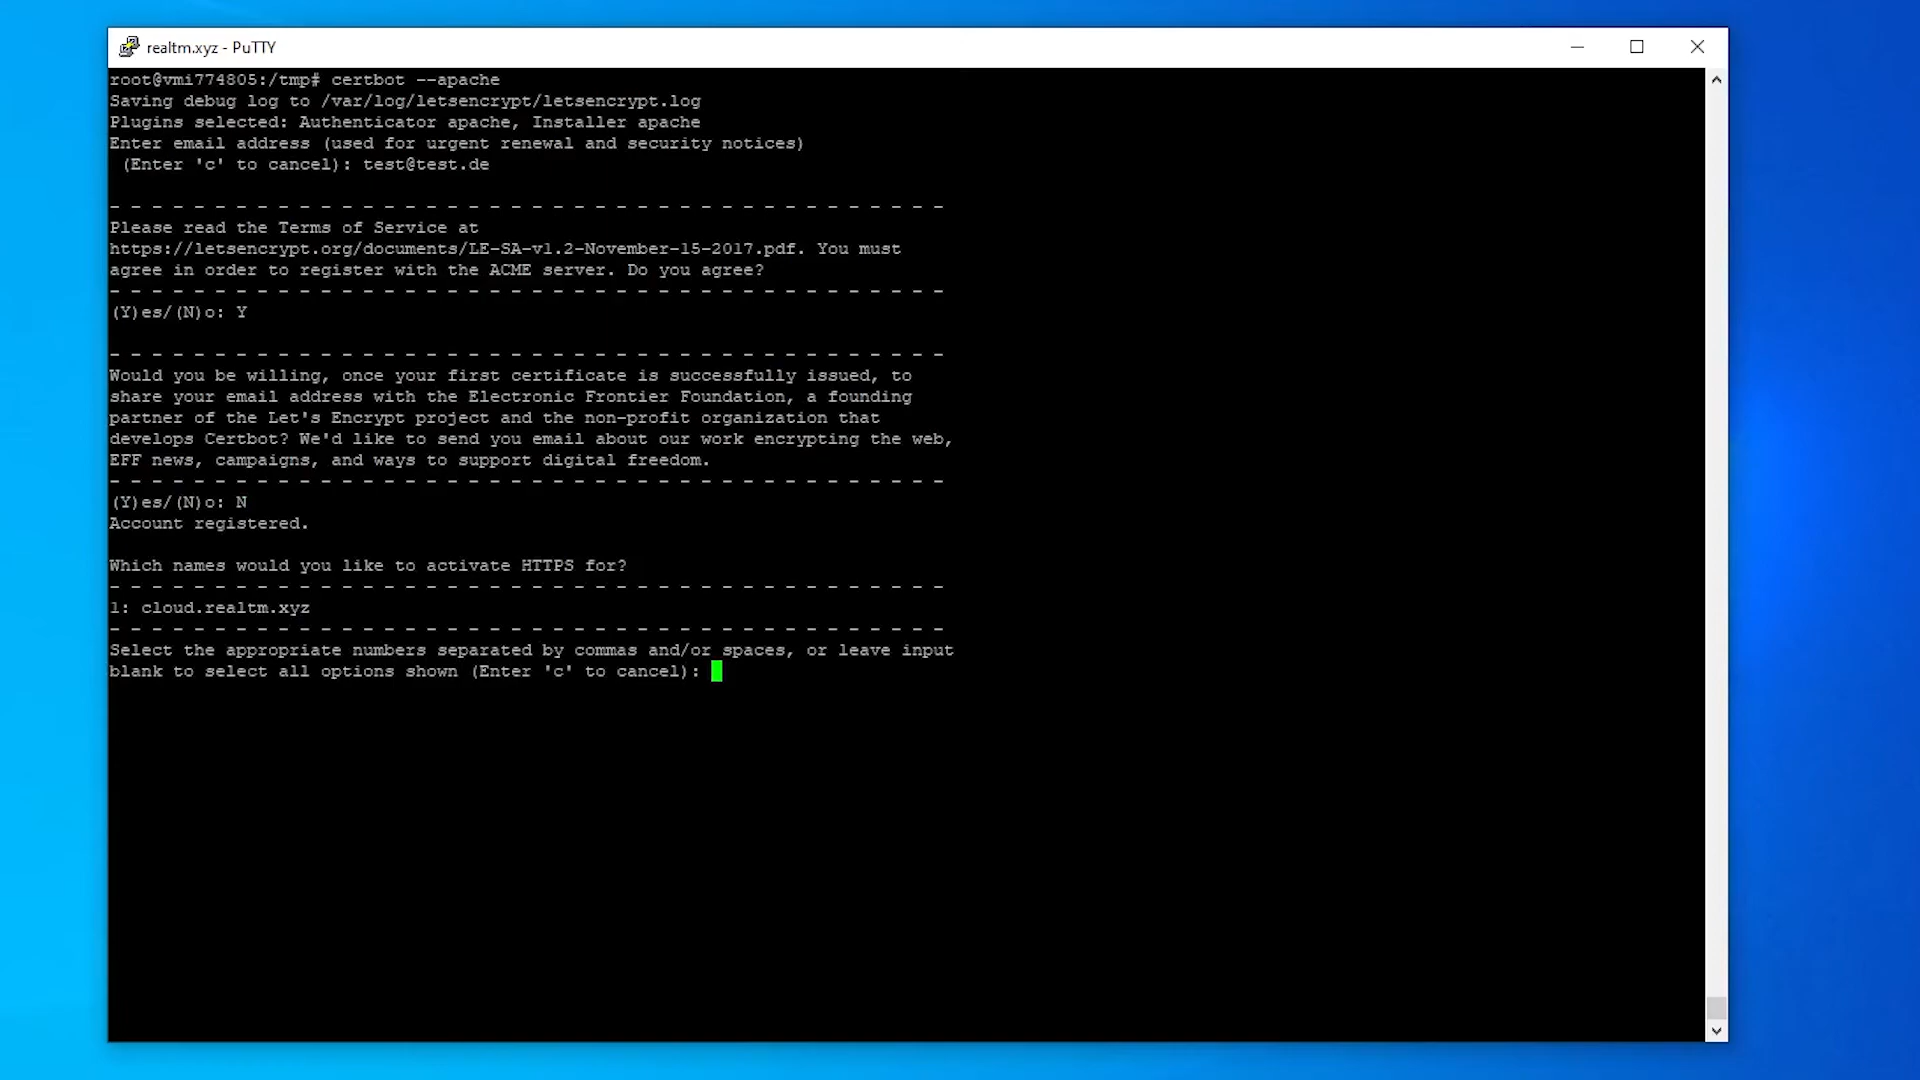 realtm.xyz - PuTTY
root@vmi774805:/tmp# certbot --apache
Saving debug log to /var/log/letsencrypt/letsencrypt.log
Plugins selected: Authenticator apache, Installer apache
Enter email address (used for urgent renewal and security notices)
(Enter 'c' to cancel): test@test.de
- - - - - - - - - - - - - - - - - - - - - - - - - - - - - - - - - - - - - - - -
Please read the Terms of Service at
https://letsencrypt.org/documents/LE-SA-v1.2-November-15-2017.pdf. You must
agree in order to register with the ACME server. Do you agree?
- - - - - - - - - - - - - - - - - - - - - - - - - - - - - - - - - - - - - - - -
(Y)es/(N)o: Y
- - - - - - - - - - - - - - - - - - - - - - - - - - - - - - - - - - - - - - - -
Would you be willing, once your first certificate is successfully issued, to
share your email address with the Electronic Frontier Foundation, a founding
partner of the Let's Encrypt project and the non-profit organization that
develops Certbot? We'd like to send you email about our work encrypting the web,
EFF news, campaigns, and ways to support digital freedom.
- - - - - - - - - - - - - - - - - - - - - - - - - - - - - - - - - - - - - - - -
(Y)es/(N)o: N
Account registered.
Which names would you like to activate HTTPS for?
- - - - - - - - - - - - - - - - - - - - - - - - - - - - - - - - - - - - - - - -
1: cloud.realtm.xyz
- - - - - - - - - - - - - - - - - - - - - - - - - - - - - - - - - - - - - - - -
Select the appropriate numbers separated by commas and/or spaces, or leave input
blank to select all options shown (Enter 'c' to cancel):